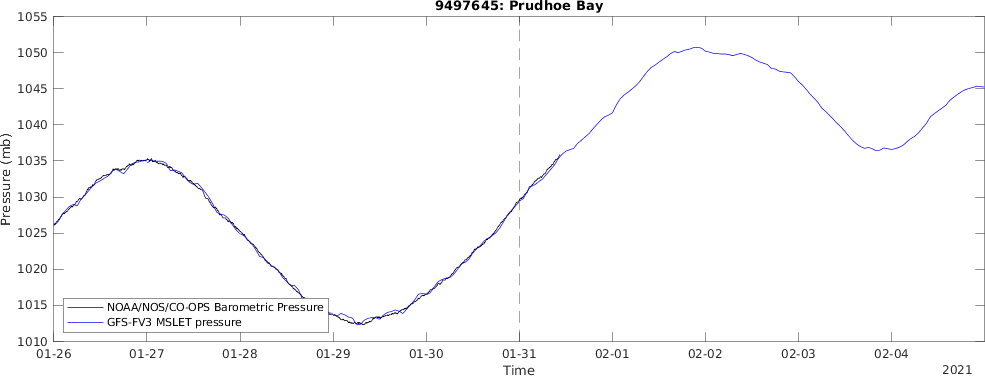 9497645: Prudhoe Bay
1055
1050
1045
1040
1035
1030
1025
1020
1015
1010
Pressure (mb)
NOAA/NOS/CO-OPS Barometric Pressure
GFS-FV3 MSLET pressure
01-26 01-27 01-28 01-29 01-30 01-31 02-01 02-02 02-03 02-04
Time
2021